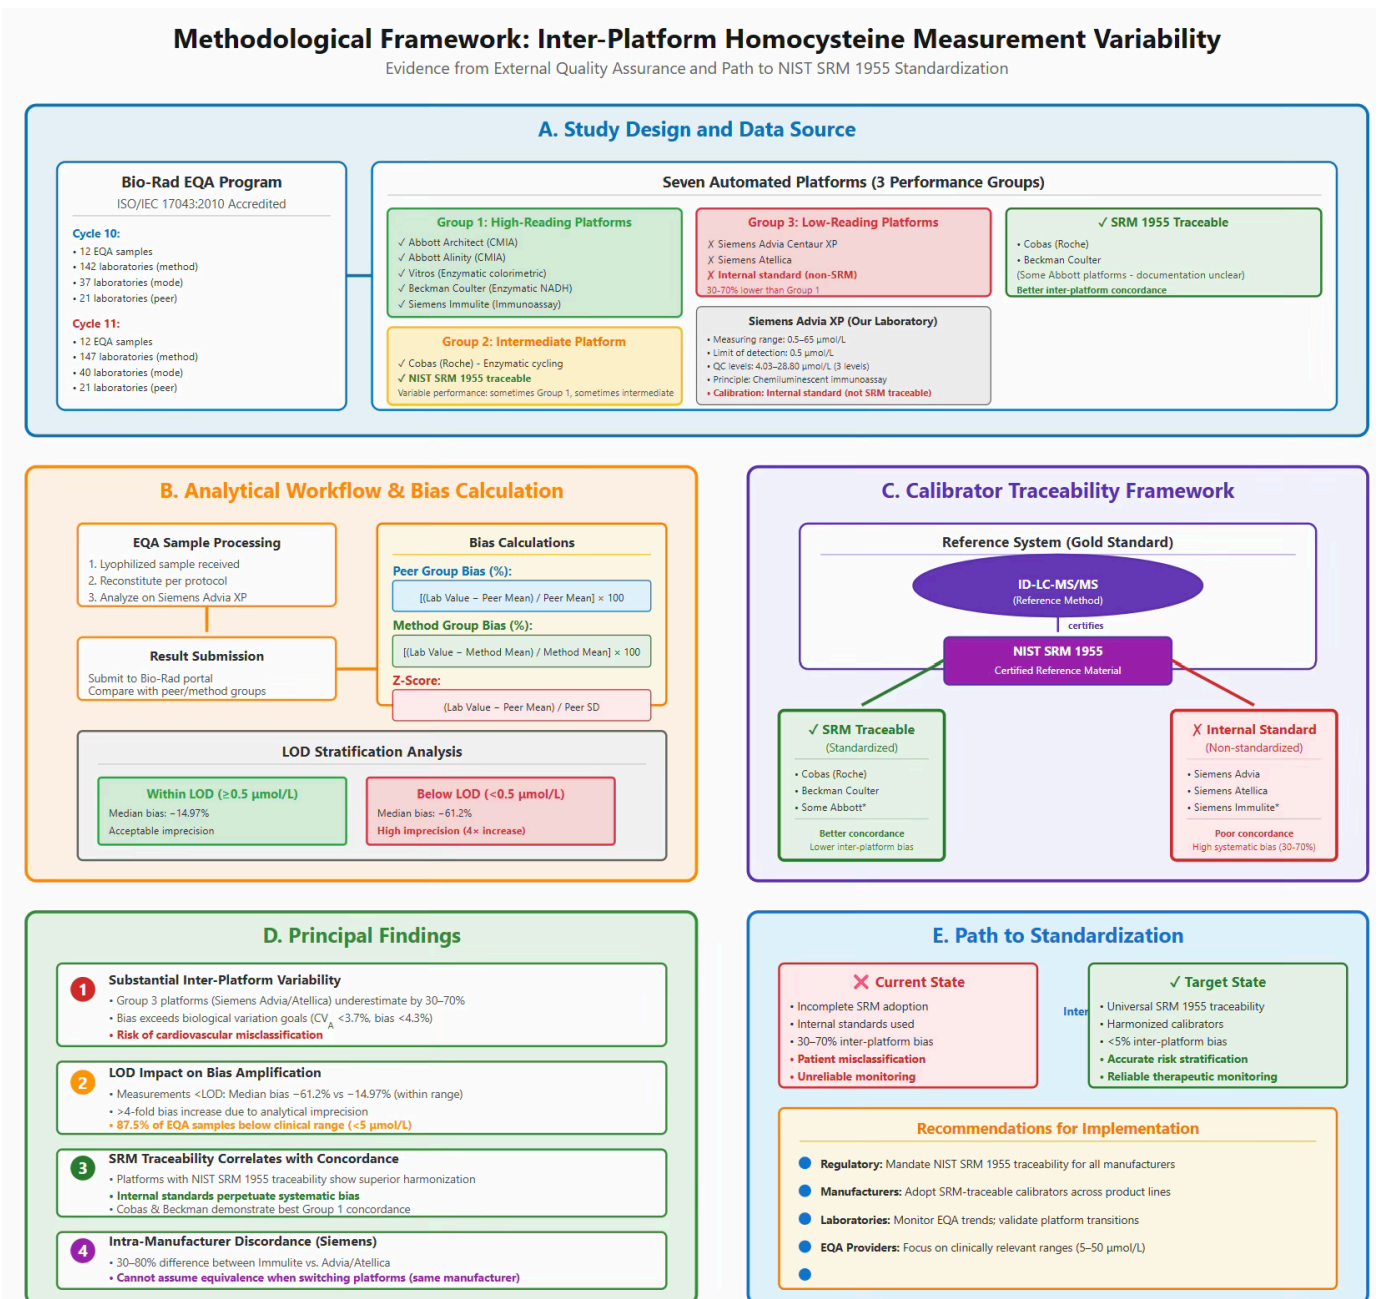 Methodological Framework: Inter-Platform Homocysteine Measurement Variability
Evidence from External Quality Assurance and Path to NIST SRM 1955 Standardization
A. Study Design and Data Source
Bio-Rad EQA Program
ISO/IEC 17043:2010 Accredited
Cycle 10:
• 12 EQA samples
• 142 laboratories (method)
• 37 laboratories (mode)
• 21 laboratories (peer)
Cycle 11:
• 12 EQA samples
• 147 laboratories (method)
• 40 laboratories (mode)
• 21 laboratories (peer)
Seven Automated Platforms (3 Performance Groups)
Group 1: High-Reading Platforms
✓ Abbott Architect (CMIA)
✓ Abbott Alinity (CMIA)
✓ Vitros (Enzymatic colorimetric)
✓ Beckman Coulter (Enzymatic NADH)
✓ Siemens Immulite (Immunoassay)
Group 2: Intermediate Platform
✓ Cobas (Roche) - Enzymatic cycling
✓ NIST SRM 1955 traceable
Variable performance: sometimes Group 1, sometimes intermediate
Group 3: Low-Reading Platforms
✗ Siemens Advia Centaur XP
✗ Siemens Atellica
✗ Internal standard (non-SRM)
30-70% lower than Group 1
Siemens Advia XP (Our Laboratory)
• Measuring range: 0.5–65 µmol/L
• Limit of detection: 0.5 µmol/L
• QC levels: 4.03–28.80 µmol/L (3 levels)
• Principle: Chemiluminescent immunoassay
• Calibration: Internal standard (not SRM traceable)
✓ SRM 1955 Traceable
• Cobas (Roche)
• Beckman Coulter
(Some Abbott platforms - documentation unclear)
Better inter-platform concordance
B. Analytical Workflow & Bias Calculation
EQA Sample Processing
1. Lyophilized sample received
2. Reconstitute per protocol
3. Analyze on Siemens Advia XP
Result Submission
Submit to Bio-Rad portal
Compare with peer/method groups
Bias Calculations
Peer Group Bias (%):
[(Lab Value − Peer Mean) / Peer Mean] × 100
Method Group Bias (%):
[(Lab Value − Method Mean) / Method Mean] × 100
Z-Score:
(Lab Value − Peer Mean) / Peer SD
LOD Stratification Analysis
Within LOD (≥0.5 µmol/L)
Median bias: −14.97%
Acceptable imprecision
Below LOD (<0.5 µmol/L)
Median bias: −61.2%
High imprecision (4× increase)
C. Calibrator Traceability Framework
Reference System (Gold Standard)
ID-LC-MS/MS
(Reference Method)
certifies
NIST SRM 1955
Certified Reference Material
✓ SRM Traceable
(Standardized)
• Cobas (Roche)
• Beckman Coulter
• Some Abbott*
Better concordance
Lower inter-platform bias
✗ Internal Standard
(Non-standardized)
• Siemens Advia
• Siemens Atellica
• Siemens Immulite*
Poor concordance
High systematic bias (30-70%)
D. Principal Findings
1
Substantial Inter-Platform Variability
• Group 3 platforms (Siemens Advia/Atellica) underestimate by 30–70%
• Bias exceeds biological variation goals (CVA <3.7%, bias <4.3%)
• Risk of cardiovascular misclassification
2
LOD Impact on Bias Amplification
• Measurements <LOD: Median bias −61.2% vs −14.97% (within range)
• >4-fold bias increase due to analytical imprecision
• 87.5% of EQA samples below clinical range (<5 µmol/L)
3
SRM Traceability Correlates with Concordance
• Platforms with NIST SRM 1955 traceability show superior harmonization
• Internal standards perpetuate systematic bias
• Cobas & Beckman demonstrate best Group 1 concordance
4
Intra-Manufacturer Discordance (Siemens)
• 30–80% difference between Immulite vs. Advia/Atellica
• Cannot assume equivalence when switching platforms (same manufacturer)
E. Path to Standardization
❌ Current State
• Incomplete SRM adoption
• Internal standards used
• 30–70% inter-platform bias
• Patient misclassification
• Unreliable monitoring
Inter
✓ Target State
• Universal SRM 1955 traceability
• Harmonized calibrators
• <5% inter-platform bias
• Accurate risk stratification
• Reliable therapeutic monitoring
Recommendations for Implementation
Regulatory: Mandate NIST SRM 1955 traceability for all manufacturers
Manufacturers: Adopt SRM-traceable calibrators across product lines
Laboratories: Monitor EQA trends; validate platform transitions
EQA Providers: Focus on clinically relevant ranges (5–50 µmol/L)